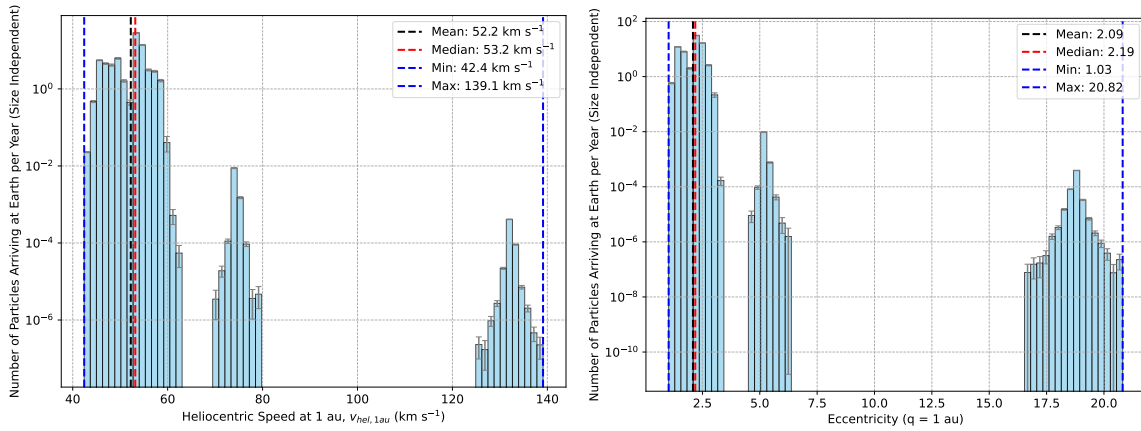 Number of Particles Arriving at Earth per Year (Size Independent)
10⁰
10⁻²
10⁻⁴
10⁻⁶
Mean: 52.2 km s⁻¹
Median: 53.2 km s⁻¹
Min: 42.4 km s⁻¹
Max: 139.1 km s⁻¹
40 60 80 100 120 140
Heliocentric Speed at 1 au, vₕₑₗ,₁ₐᵤ (km s⁻¹)
Number of Particles Arriving at Earth per Year (Size Independent)
10²
10⁰
10⁻²
10⁻⁴
10⁻⁶
10⁻⁸
10⁻¹⁰
Mean: 2.09
Median: 2.19
Min: 1.03
Max: 20.82
2.5 5.0 7.5 10.0 12.5 15.0 17.5 20.0
Eccentricity (q = 1 au)